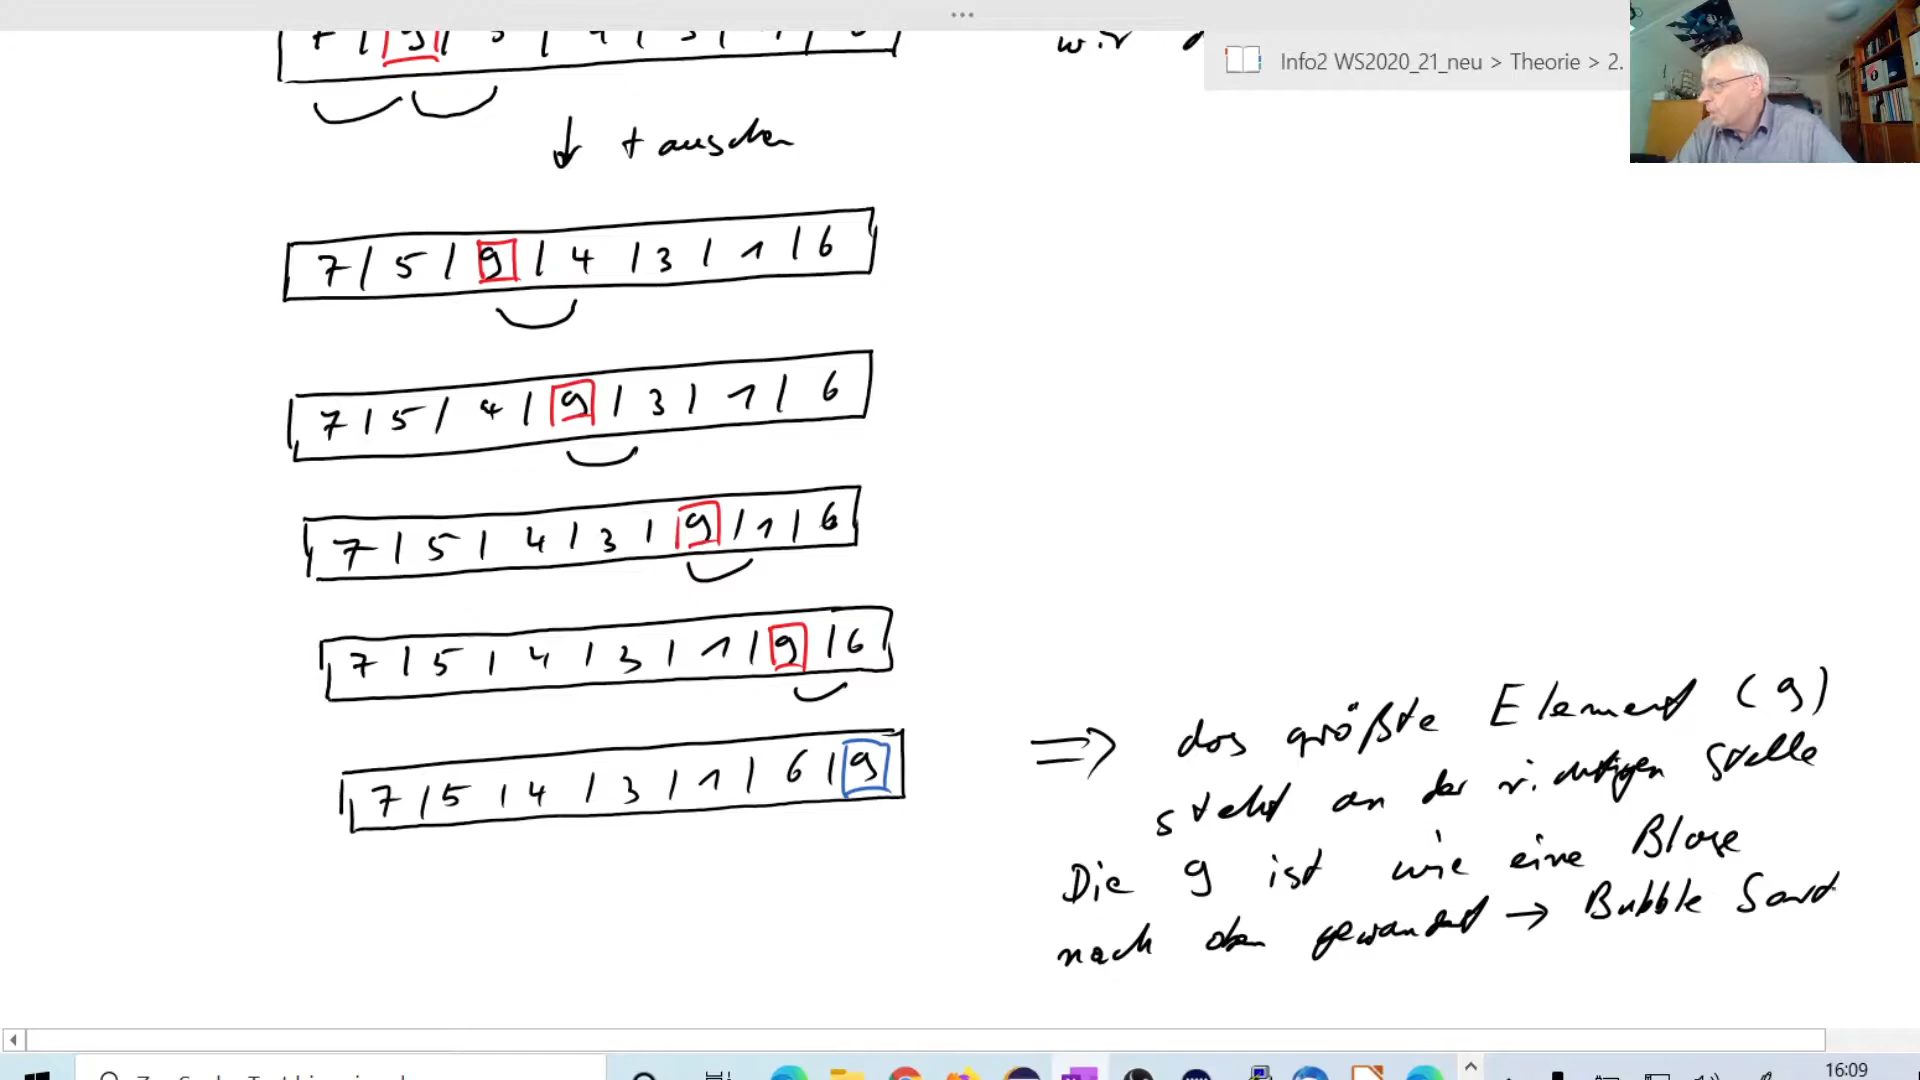 wir
Info2 WS2020_21_neu > Theorie > 2.
↓ tauschen
7 | 5 | 9 | 4 | 3 | 1 | 6
7 | 5 | 4 | 9 | 3 | 1 | 6
7 | 5 | 4 | 3 | 9 | 1 | 6
7 | 5 | 4 | 3 | 1 | 9 | 6
7 | 5 | 4 | 3 | 1 | 6 | 9
⇒ das größte Element (9)
steht an der richtigen Stelle
Die 9 ist wie eine Blase
nach oben gewandert → Bubble Sort
16:09